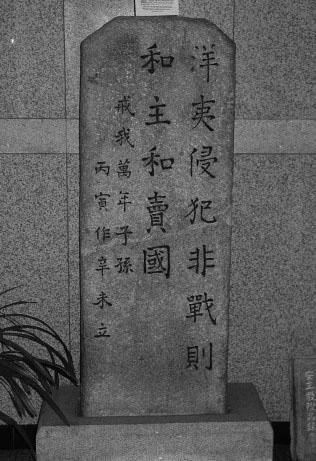 洋夷侵犯非戰則
和主和賣國
戒我萬年子孫
丙寅作辛未立